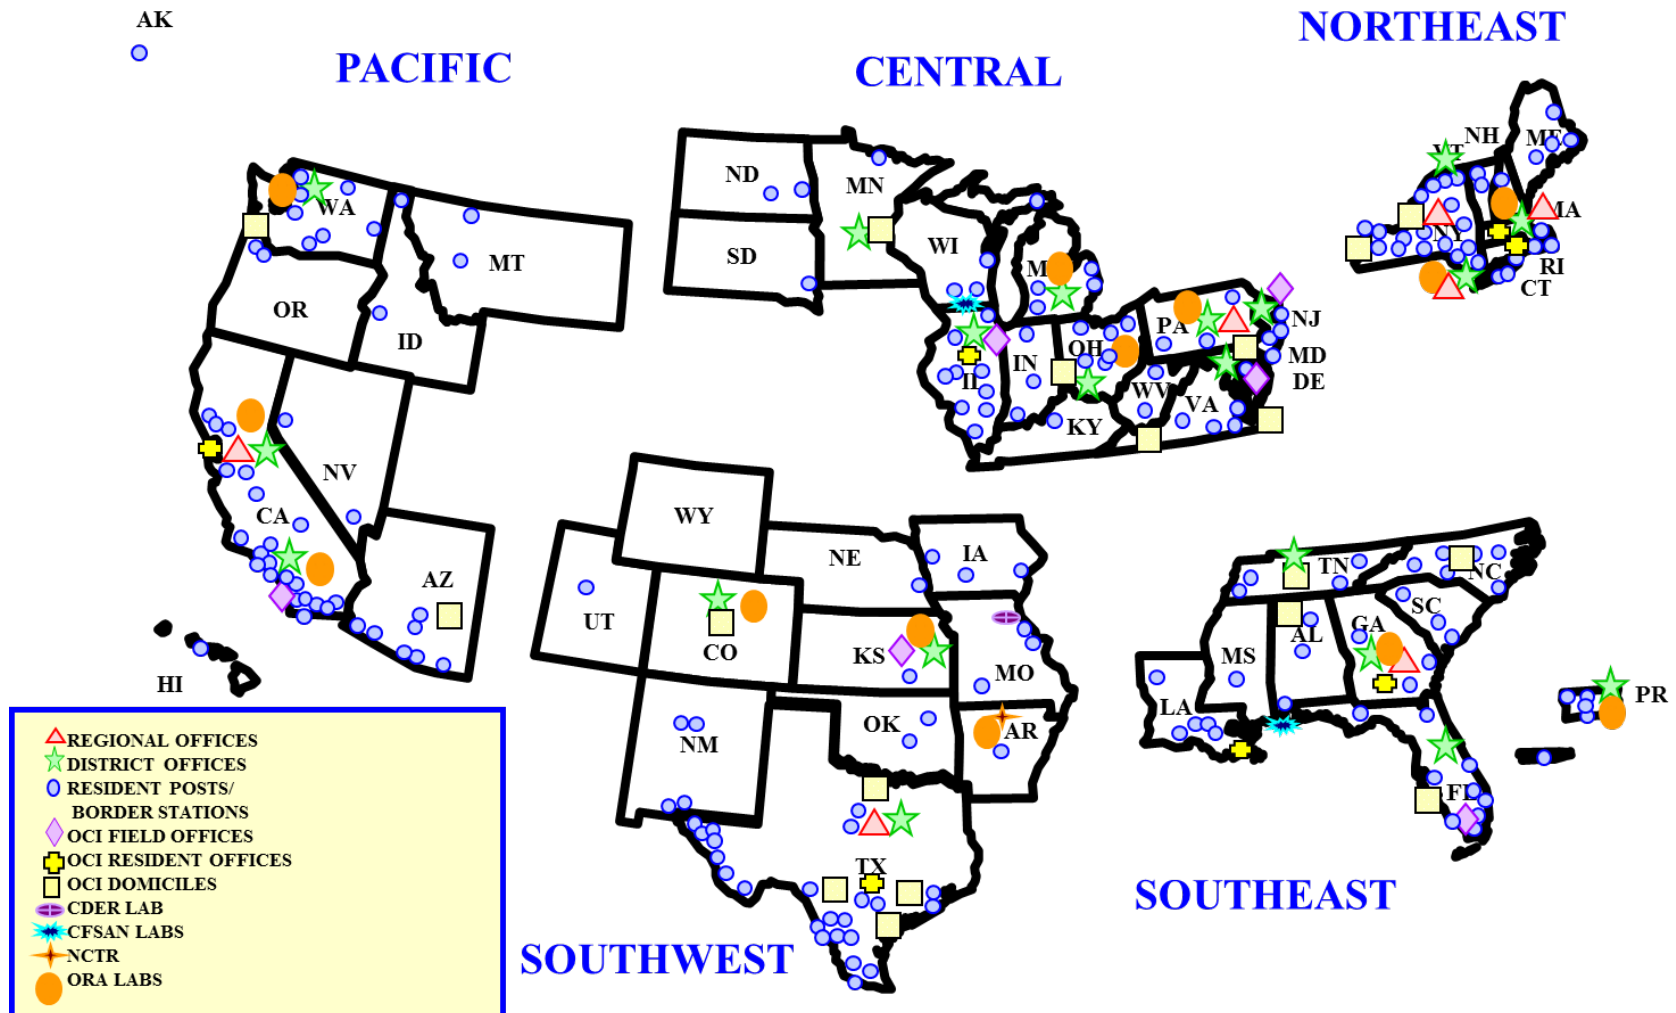 AK
PACIFIC
CENTRAL
NORTHEAST
WA
MT
OR
ID
NV
CA
AZ
HI
ND
MN
SD
WI
M
PA
NJ
MD
DE
OH
IN
IL
WV
VA
KY
NH
ME
VT
MA
NY
RI
CT
WY
NE
IA
UT
CO
KS
MO
NM
OK
AR
TX
TN
NC
SC
GA
AL
MS
LA
FL
PR
SOUTHWEST
SOUTHEAST
REGIONAL OFFICES
DISTRICT OFFICES
RESIDENT POSTS/
BORDER STATIONS
OCI FIELD OFFICES
OCI RESIDENT OFFICES
OCI DOMICILES
CDER LAB
CFSAN LABS
NCTR
ORA LABS